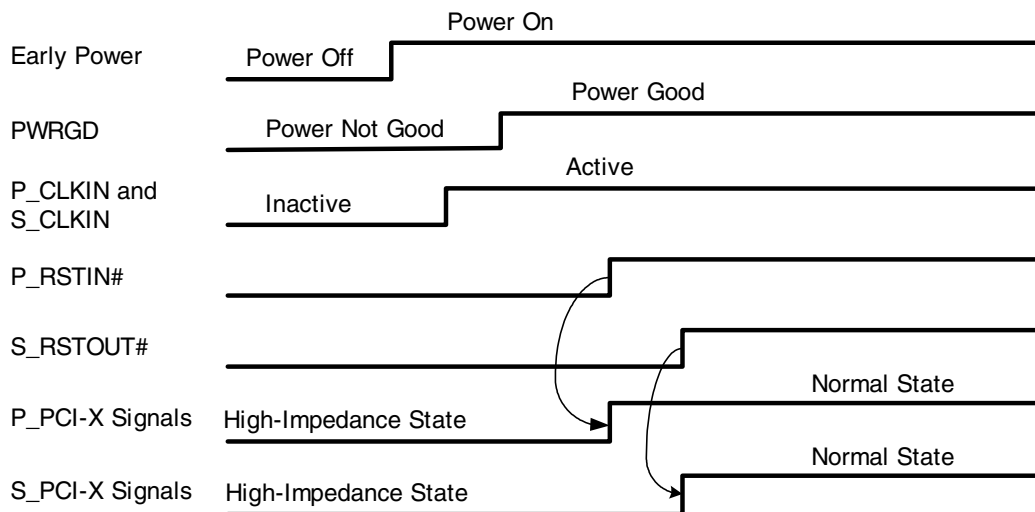 Power On
Early Power
Power Off
Power Good
PWRGD
Power Not Good
Active
P_CLKIN and
S_CLKIN
Inactive
P_RSTIN#
S_RSTOUT#
Normal State
P_PCI-X Signals
High-Impedance State
Normal State
S_PCI-X Signals
High-Impedance State